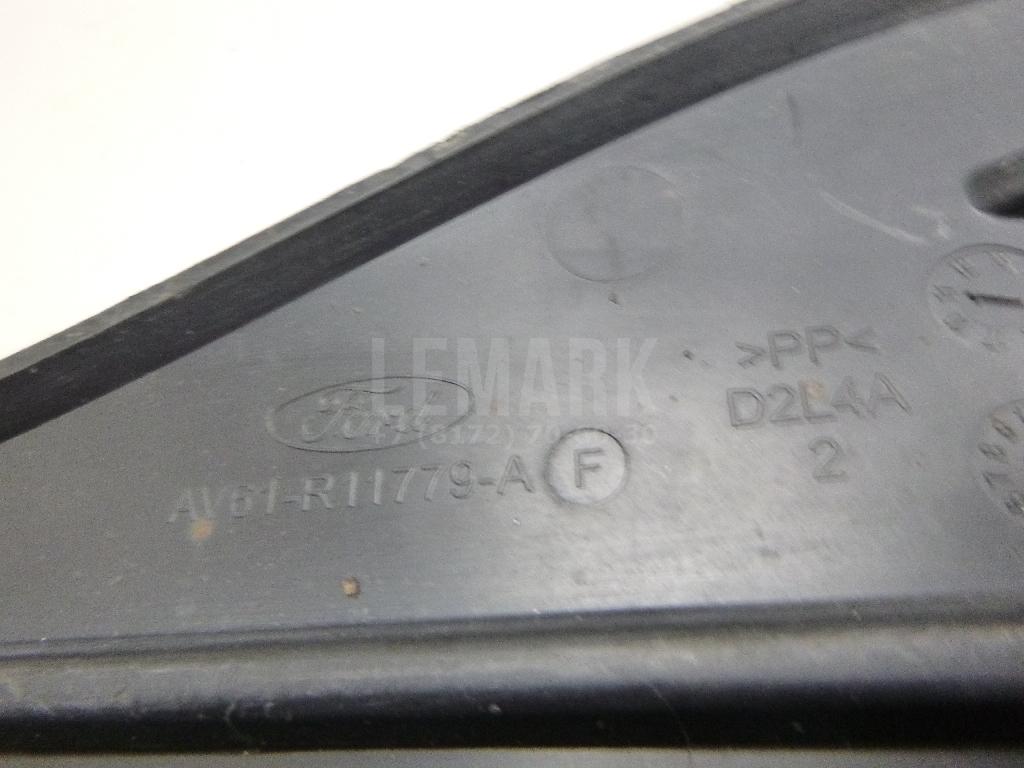 LEMARK
Ford
AV61-R11779-A F
>PP<
D2L4A
2